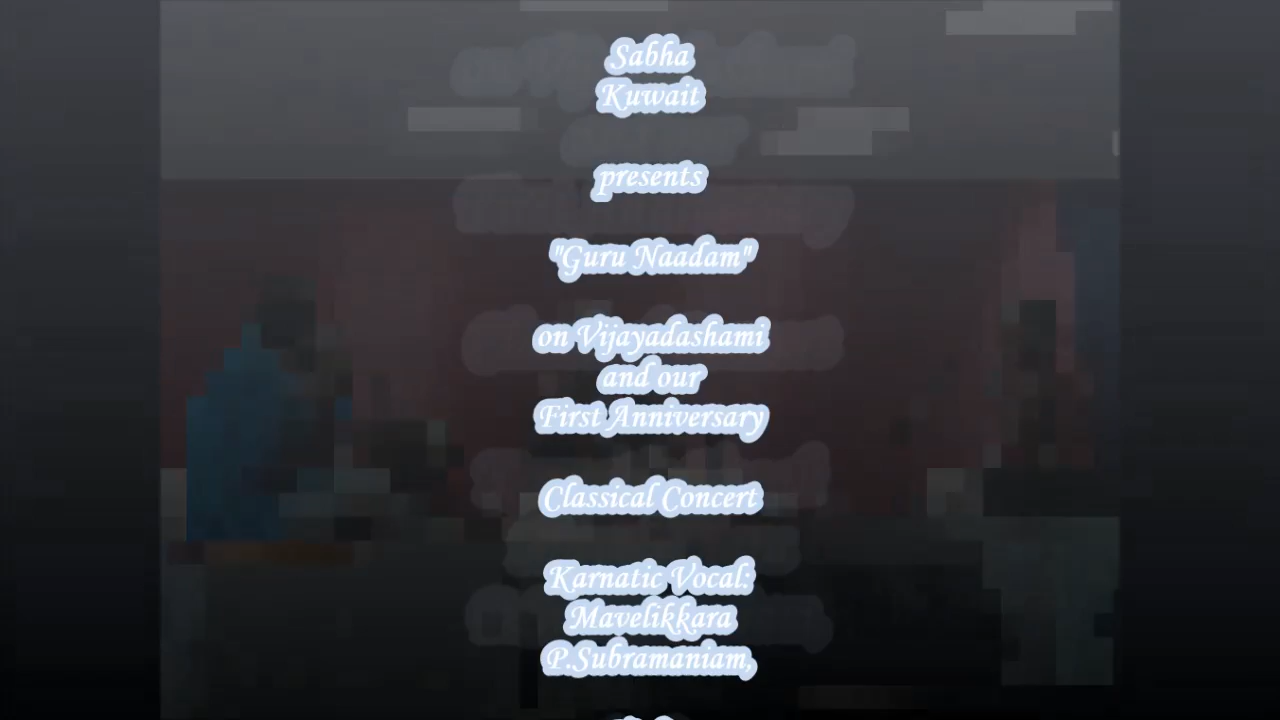 Sabha
Kuwait
presents
"Guru Naadam"
on Vijayadashami
and our
First Anniversary
Classical Concert
Karnatic Vocal:
Mavelikkara
P.Subramaniam,